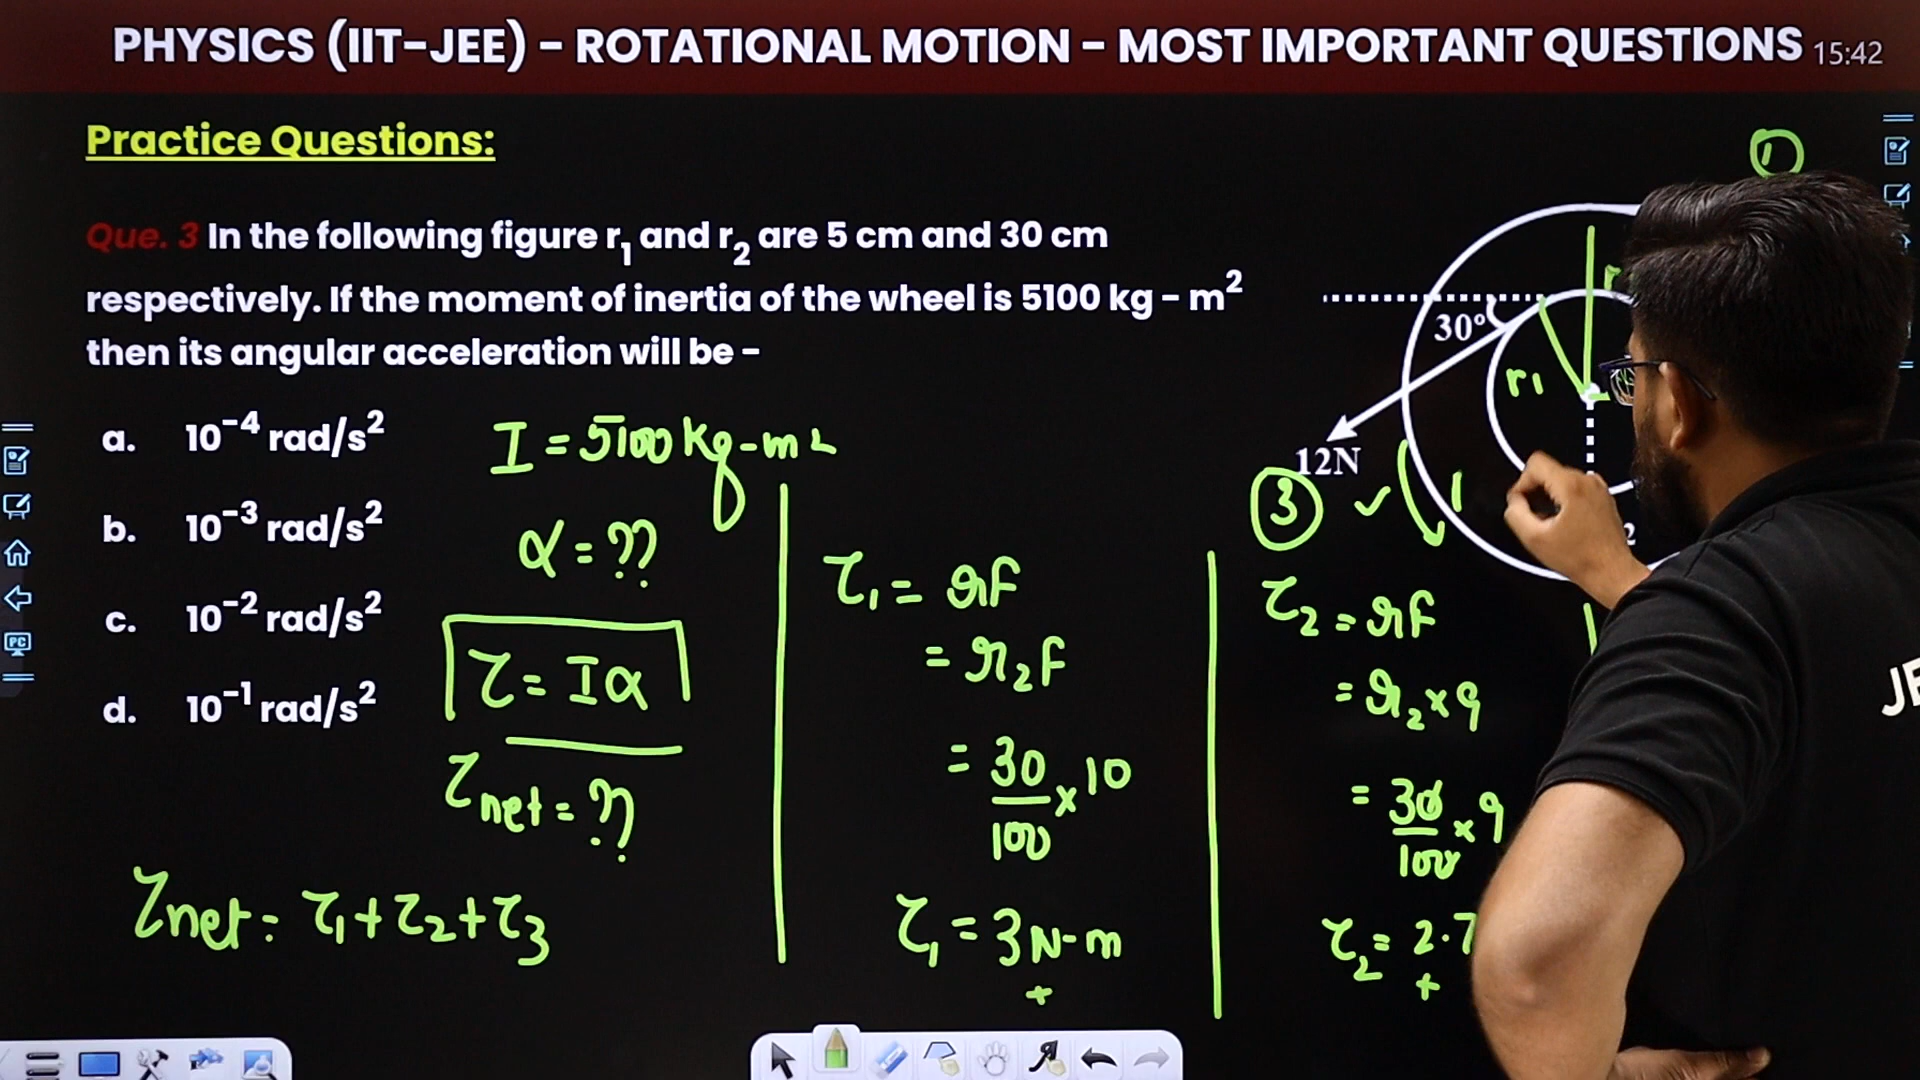 PHYSICS (IIT-JEE) - ROTATIONAL MOTION - MOST IMPORTANT QUESTIONS 15:42
Practice Questions:
Que. 3 In the following figure r₁ and r₂ are 5 cm and 30 cm
respectively. If the moment of inertia of the wheel is 5100 kg – m²
then its angular acceleration will be –
a. 10⁻⁴ rad/s²
b. 10⁻³ rad/s²
c. 10⁻² rad/s²
d. 10⁻¹ rad/s²
I = 5100 kg-m²
α = ??
τ = Iα
τnet = ??
τnet = τ₁+τ₂+τ₃
τ₁ = rF
= r₂F
= 30/100 × 10
τ₁ = 3 N-m
+
1
30°
r₁
12N
3 ✓
τ₂ = rF
= r₂×9
= 30/100 × 9
τ₂ = 2.7
+
PC